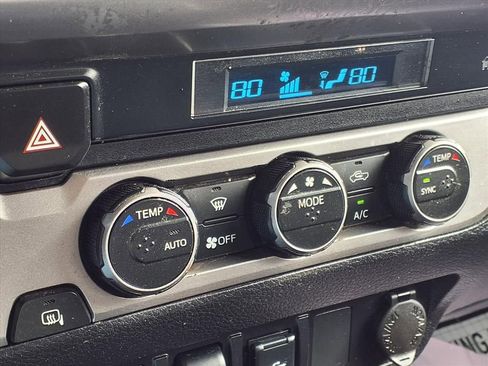 80 80
TEMP
AUTO
OFF
MODE
A/C
TEMP
SYNC